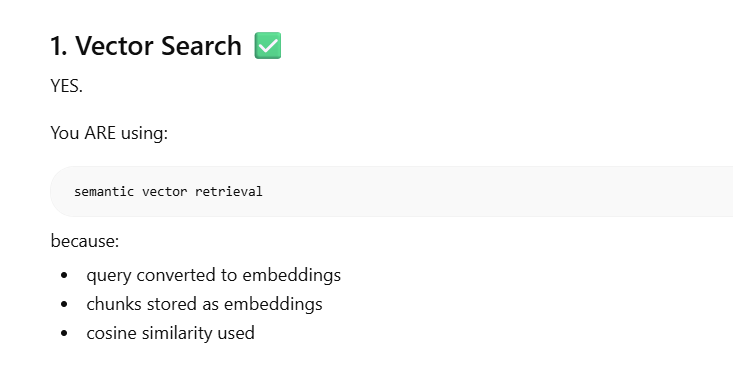 1. Vector Search ✅
YES.
You ARE using:
semantic vector retrieval
because:
• query converted to embeddings
• chunks stored as embeddings
• cosine similarity used